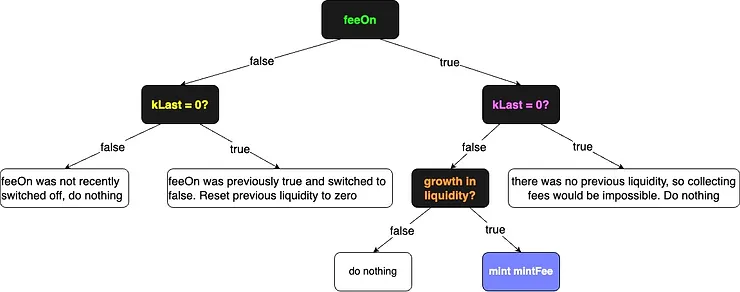 feeOn
false
true
kLast = 0?
kLast = 0?
false
true
false
true
feeOn was not recently
switched off, do nothing
feeOn was previously true and switched to
false. Reset previous liquidity to zero
growth in
liquidity?
there was no previous liquidity, so collecting
fees would be impossible. Do nothing
false
true
do nothing
mint mintFee